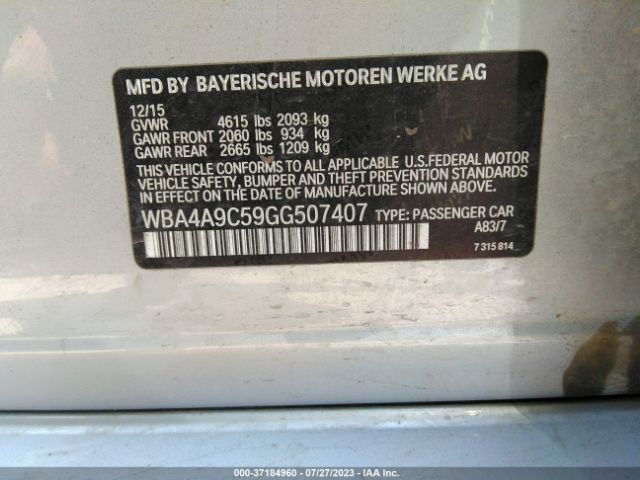 MFD BY BAYERISCHE MOTOREN WERKE AG
12/15
GVWR 4615 lbs 2093 kg
GAWR FRONT 2060 lbs 934 kg
GAWR REAR 2665 lbs 1209 kg
THIS VEHICLE CONFORMS TO ALL APPLICABLE U.S.FEDERAL MOTOR
VEHICLE SAFETY, BUMPER AND THEFT PREVENTION STANDARDS
IN EFFECT ON THE DATE OF MANUFACTURE SHOWN ABOVE.
WBA4A9C59GG507407 TYPE: PASSENGER CAR
A83/7
7 315 814
000-37184960 | 07/27/2023 | © IAA Inc.